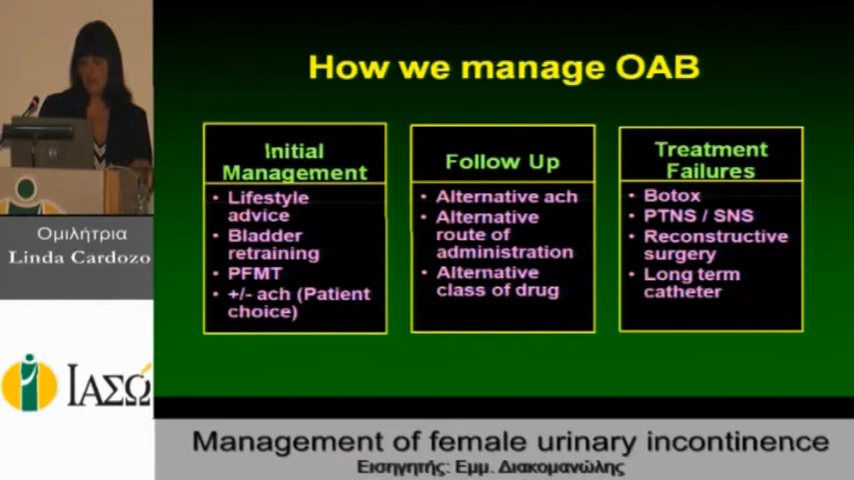 How we manage OAB
Initial
Management
• Lifestyle
advice
• Bladder
retraining
• PFMT
• +/- ach (Patient
choice)
Follow Up
• Alternative ach
• Alternative
route of
administration
• Alternative
class of drug
Treatment
Failures
• Botox
• PTNS / SNS
• Reconstructive
surgery
• Long term
catheter
Ομιλήτρια
Linda Cardozo
ΙΑΣΩ
Management of female urinary incontinence
Εισηγητής: Εμμ. Διακομανώλης